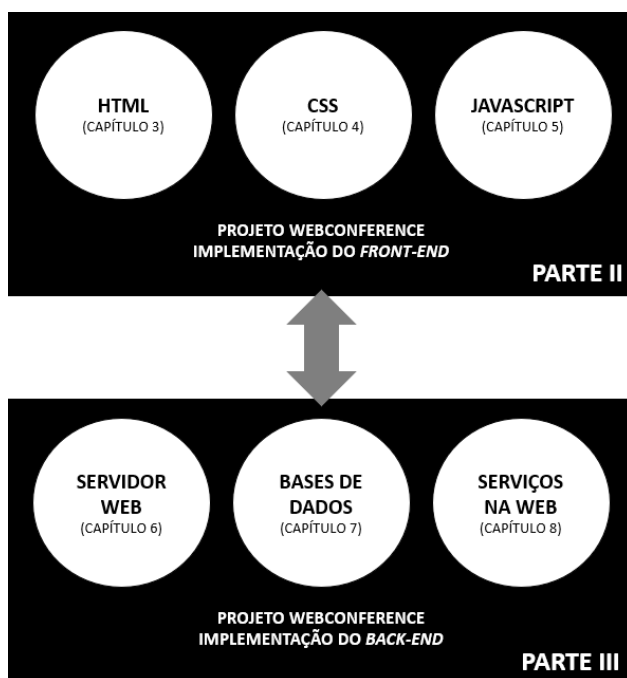 HTML
(CAPÍTULO 3)
CSS
(CAPÍTULO 4)
JAVASCRIPT
(CAPÍTULO 5)
PROJETO WEBCONFERENCE
IMPLEMENTAÇÃO DO FRONT-END
PARTE II
SERVIDOR
WEB
(CAPÍTULO 6)
BASES DE
DADOS
(CAPÍTULO 7)
SERVIÇOS
NA WEB
(CAPÍTULO 8)
PROJETO WEBCONFERENCE
IMPLEMENTAÇÃO DO BACK-END
PARTE III